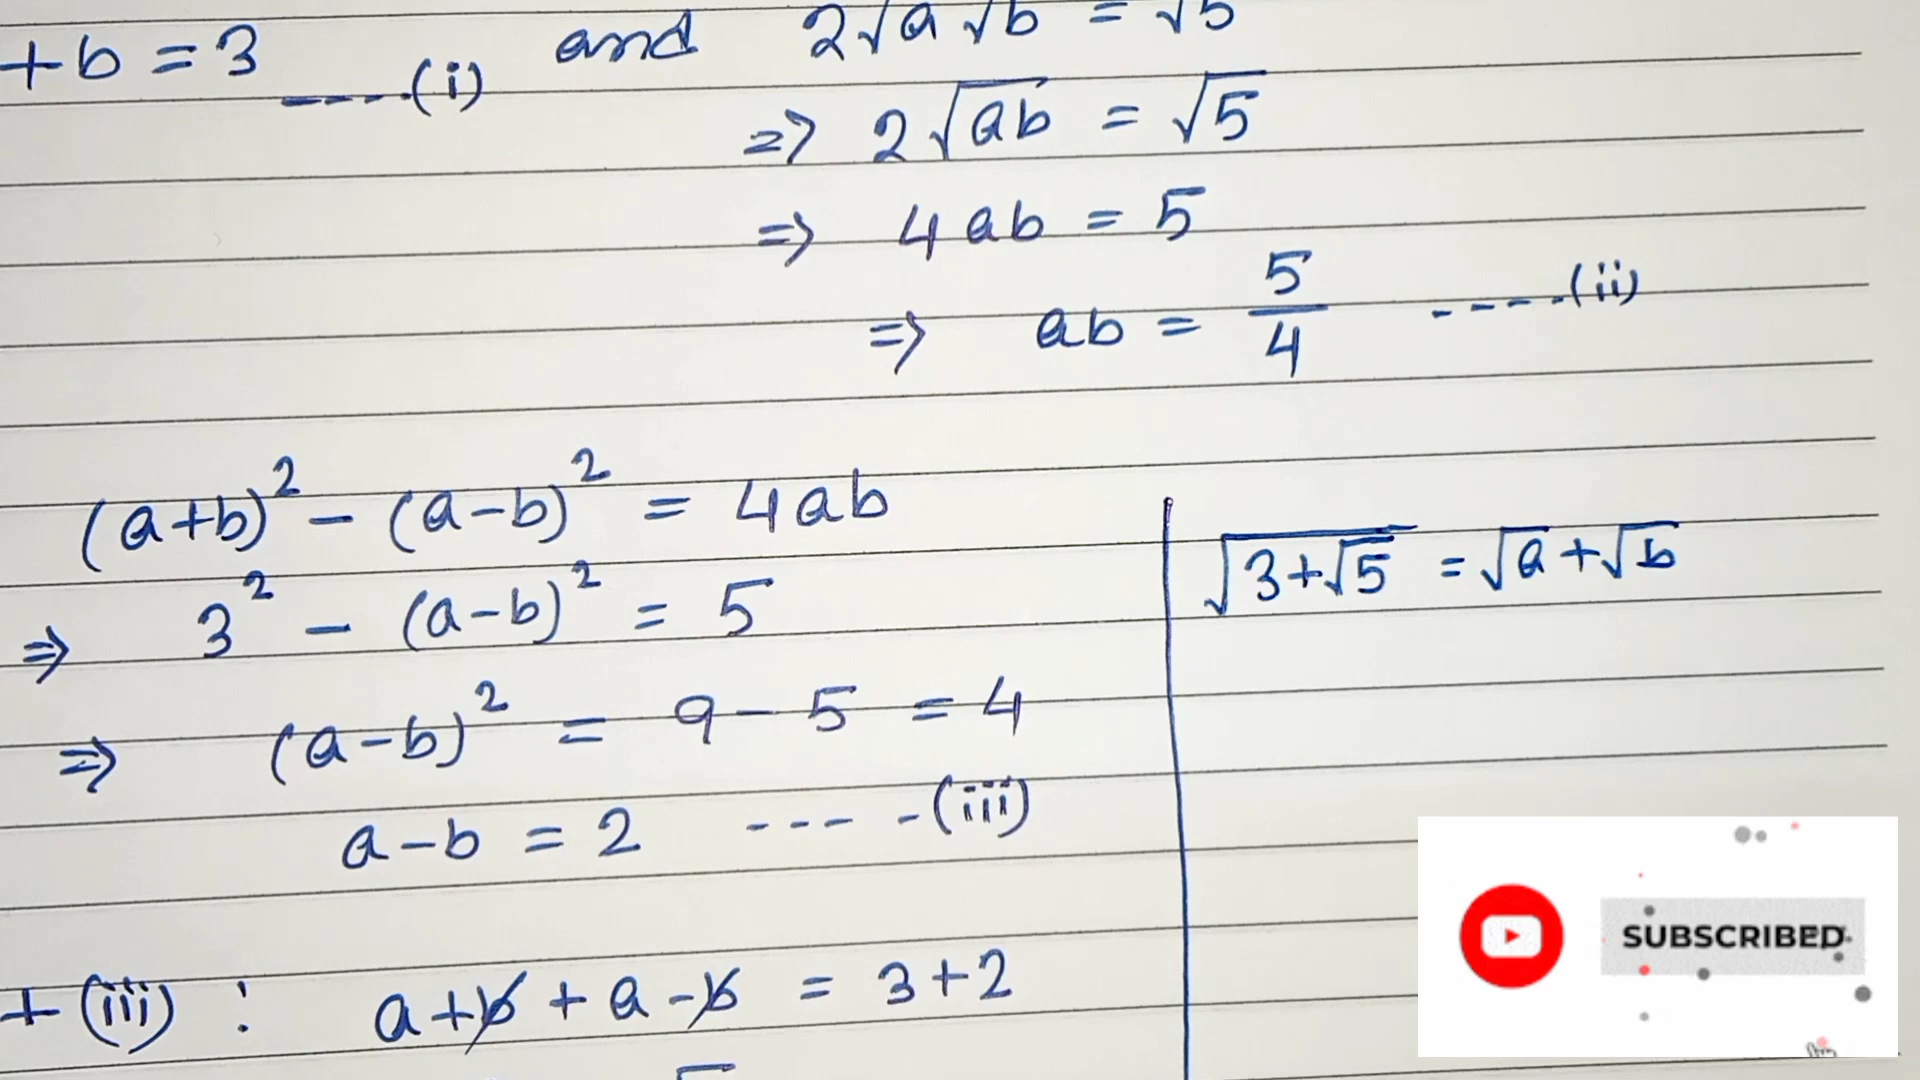 +b = 3 ----(i) and 2√a √b = √5
=> 2√ab = √5
=> 4ab = 5
=> ab = 5/4 ----(ii)
(a+b)² - (a-b)² = 4ab
=> 3² - (a-b)² = 5
=> (a-b)² = 9 - 5 = 4
a-b = 2 ----(iii)
+ (iii) : a+b + a-b = 3+2
√(3+√5) = √a + √b
SUBSCRIBED